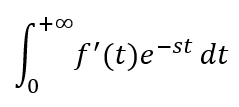 ∫₀⁺∞ f′(t)e⁻ˢᵗ dt